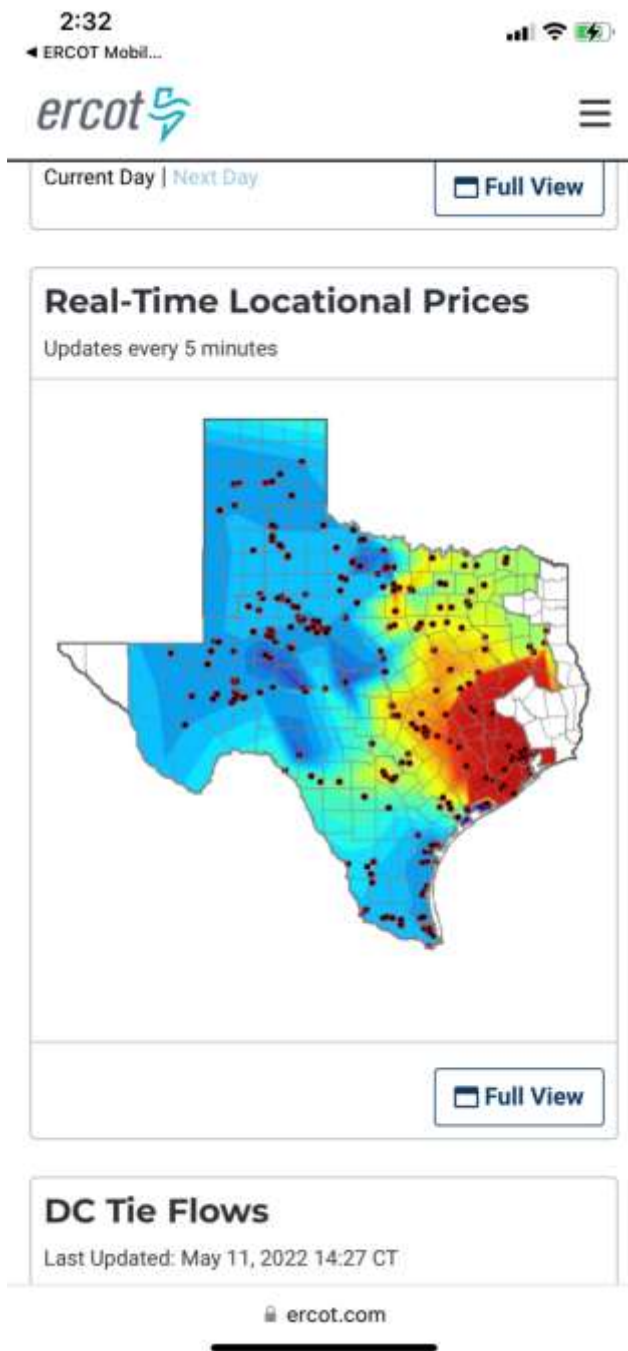 2:32
◄ ERCOT Mobil...
ercot
Current Day | Next Day
Full View
Real-Time Locational Prices
Updates every 5 minutes
Full View
DC Tie Flows
Last Updated: May 11, 2022 14:27 CT
ercot.com